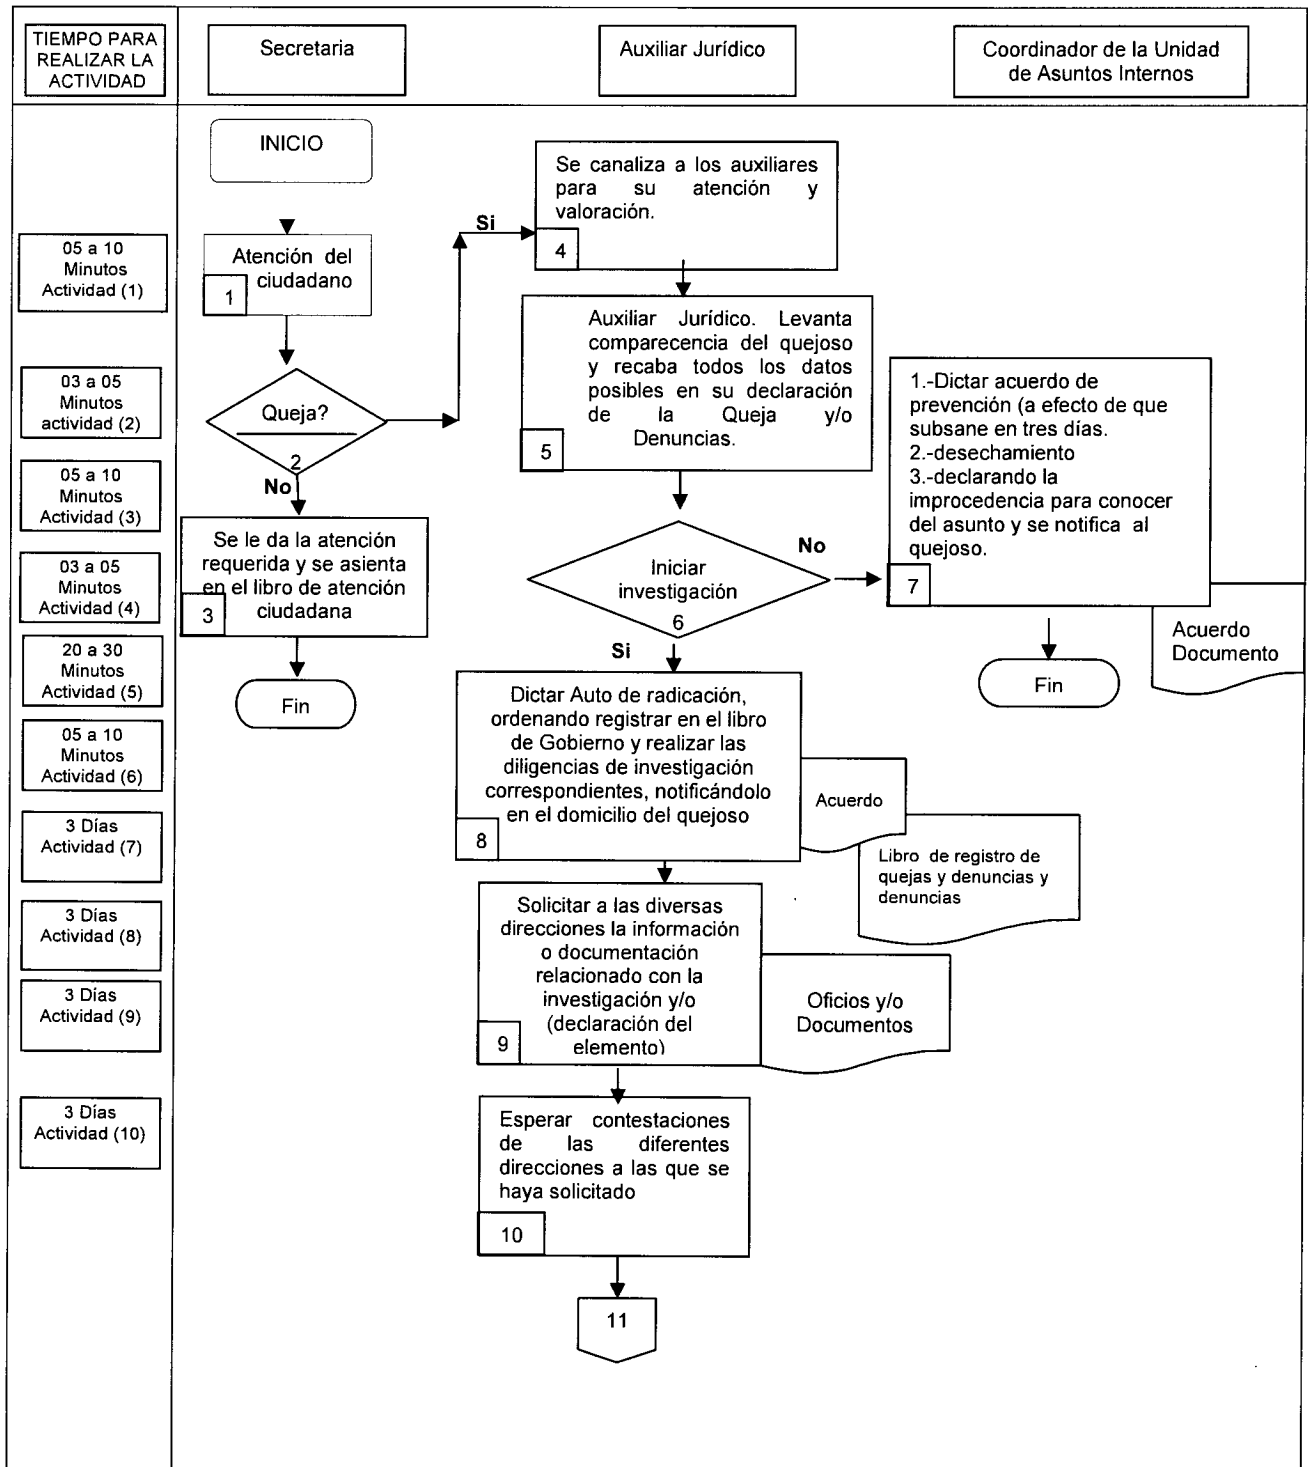 TIEMPO PARA
REALIZAR LA
ACTIVIDAD
Secretaria
Auxiliar Jurídico
Coordinador de la Unidad
de Asuntos Internos
05 a 10
Minutos
Actividad (1)
03 a 05
Minutos
actividad (2)
05 a 10
Minutos
Actividad (3)
03 a 05
Minutos
Actividad (4)
20 a 30
Minutos
Actividad (5)
05 a 10
Minutos
Actividad (6)
3 Días
Actividad (7)
3 Días
Actividad (8)
3 Días
Actividad (9)
3 Días
Actividad (10)
INICIO
Atención del
ciudadano
1
Queja?
2
Si
No
Se le da la atención
requerida y se asienta
en el libro de atención
ciudadana
3
Fin
Se canaliza a los auxiliares
para su atención y
valoración.
4
Auxiliar Jurídico. Levanta
comparecencia del quejoso
y recaba todos los datos
posibles en su declaración
de la Queja y/o
Denuncias.
5
Iniciar
investigación
6
No
Si
1.-Dictar acuerdo de
prevención (a efecto de que
subsane en tres días.
2.-desechamiento
3.-declarando la
improcedencia para conocer
del asunto y se notifica al
quejoso.
7
Acuerdo
Documento
Fin
Dictar Auto de radicación,
ordenando registrar en el libro
de Gobierno y realizar las
diligencias de investigación
correspondientes, notificándolo
en el domicilio del quejoso
8
Acuerdo
Libro de registro de
quejas y denuncias y
denuncias
Solicitar a las diversas
direcciones la información
o documentación
relacionado con la
investigación y/o
(declaración del
elemento)
9
Oficios y/o
Documentos
Esperar contestaciones
de las diferentes
direcciones a las que se
haya solicitado
10
11